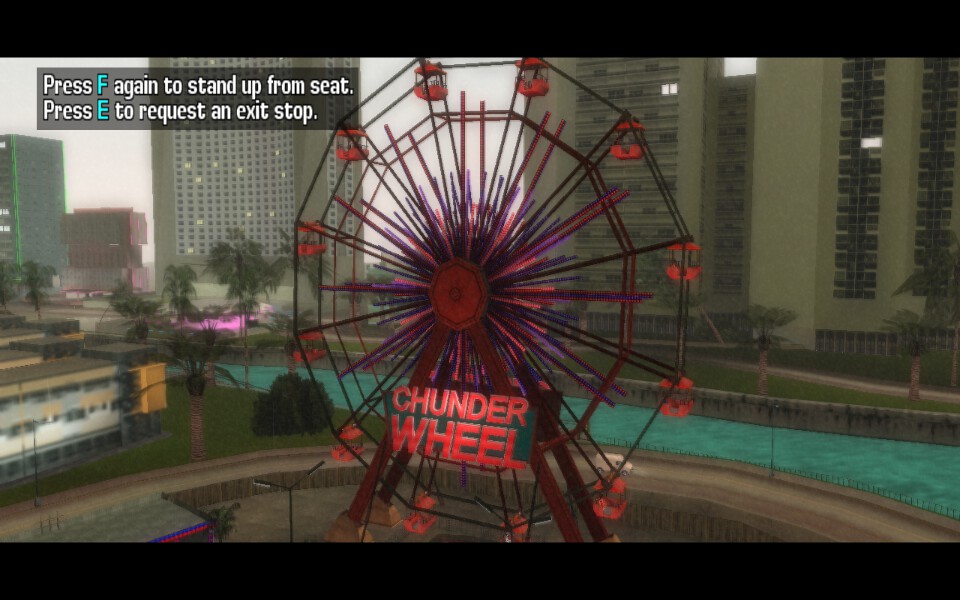 Press F again to stand up from seat.
Press E to request an exit stop.
CHUNDER
WHEEL